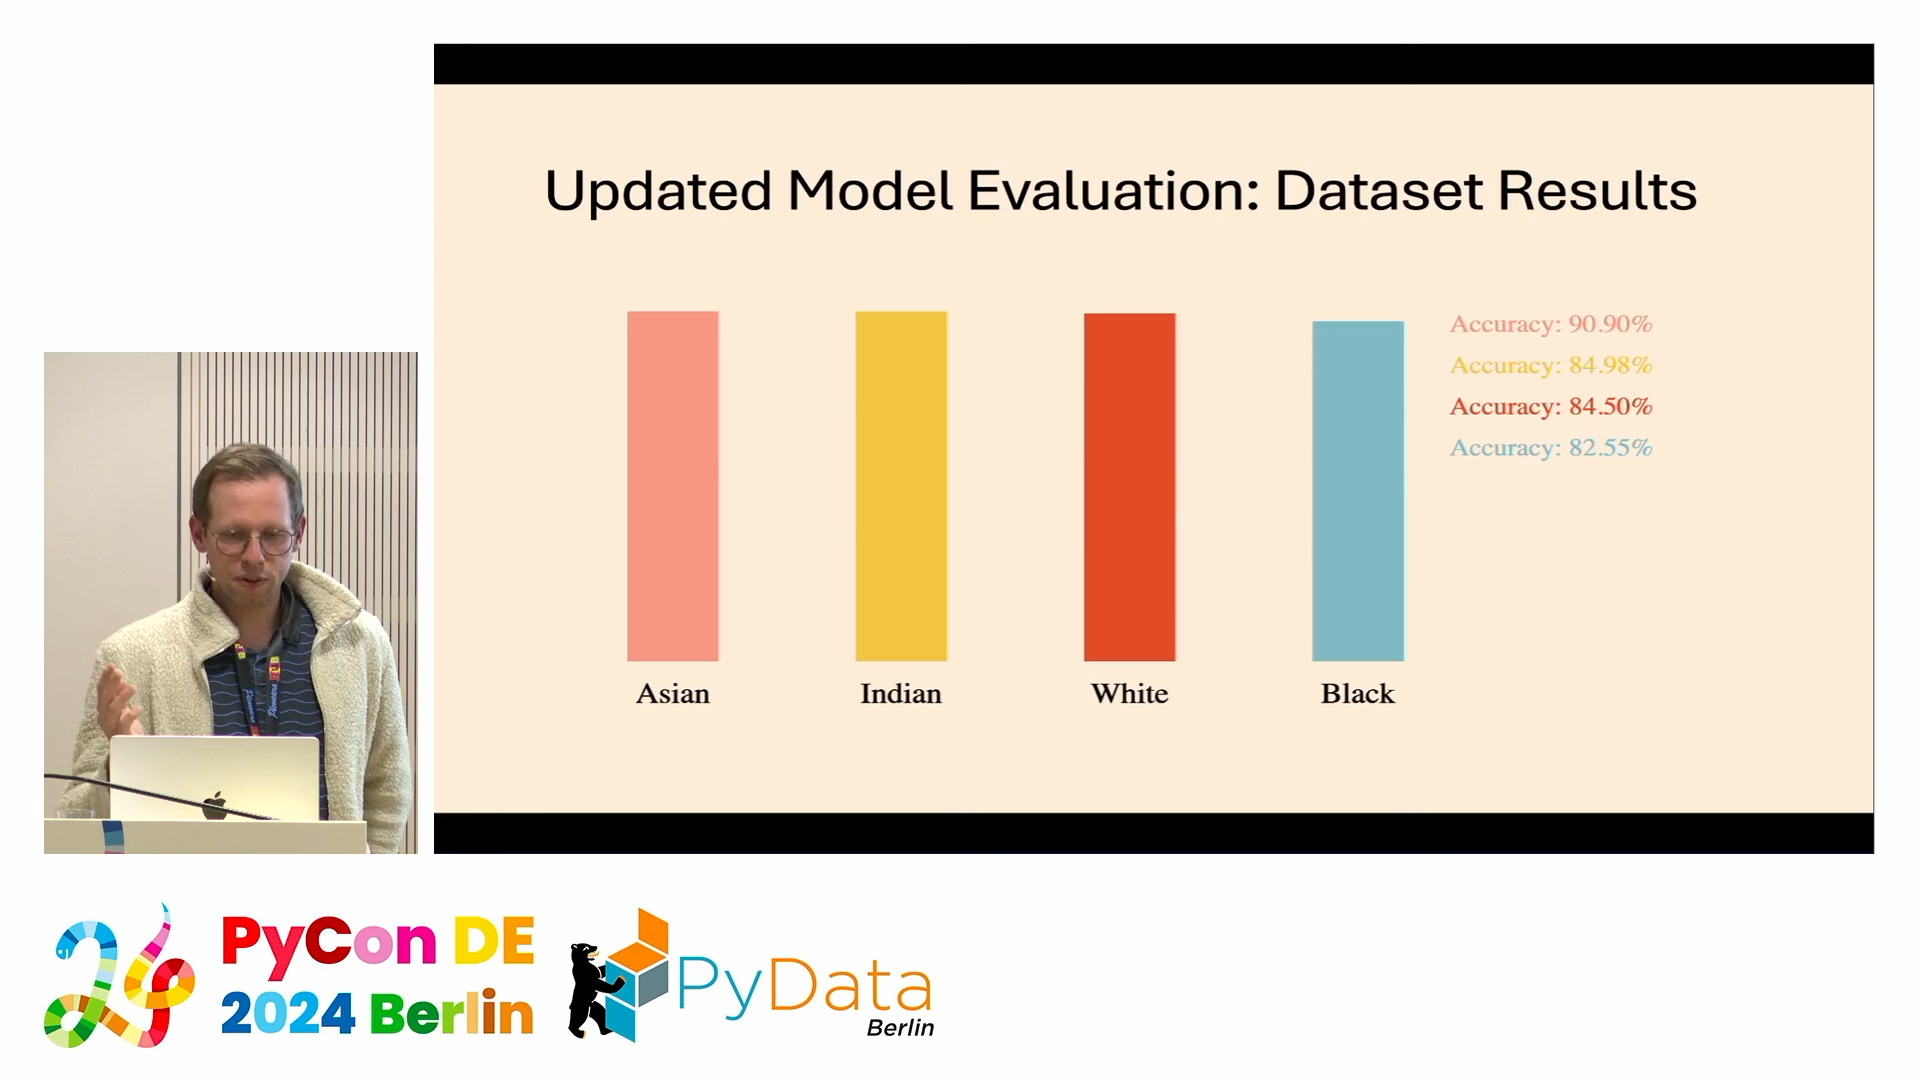 Updated Model Evaluation: Dataset Results
Accuracy: 90.90%
Accuracy: 84.98%
Accuracy: 84.50%
Accuracy: 82.55%
Asian
Indian
White
Black
PyCon DE
2024 Berlin
PyData
Berlin